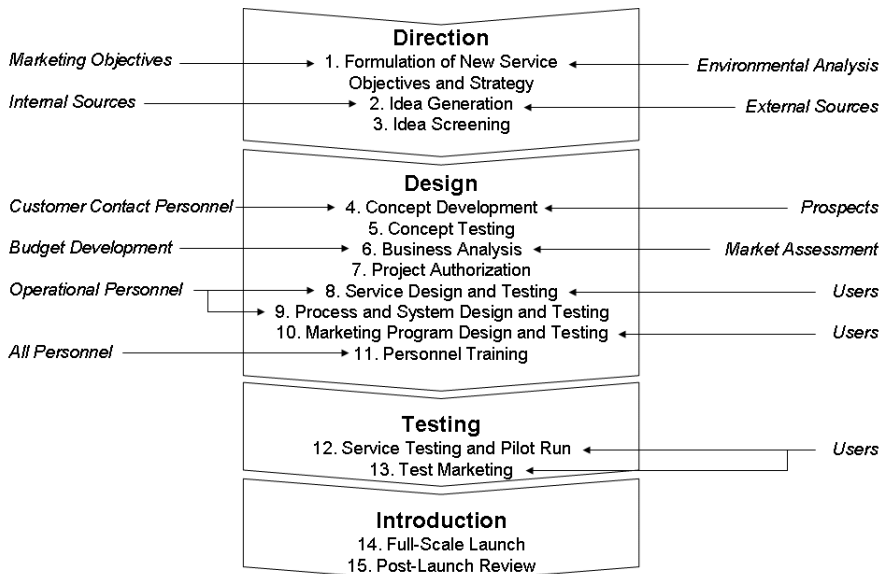 Direction
Marketing Objectives
1. Formulation of New Service
Objectives and Strategy
Environmental Analysis
Internal Sources
2. Idea Generation
External Sources
3. Idea Screening
Design
Customer Contact Personnel
4. Concept Development
Prospects
5. Concept Testing
Budget Development
6. Business Analysis
Market Assessment
7. Project Authorization
Operational Personnel
8. Service Design and Testing
Users
9. Process and System Design and Testing
10. Marketing Program Design and Testing
Users
All Personnel
11. Personnel Training
Testing
12. Service Testing and Pilot Run
Users
13. Test Marketing
Introduction
14. Full-Scale Launch
15. Post-Launch Review